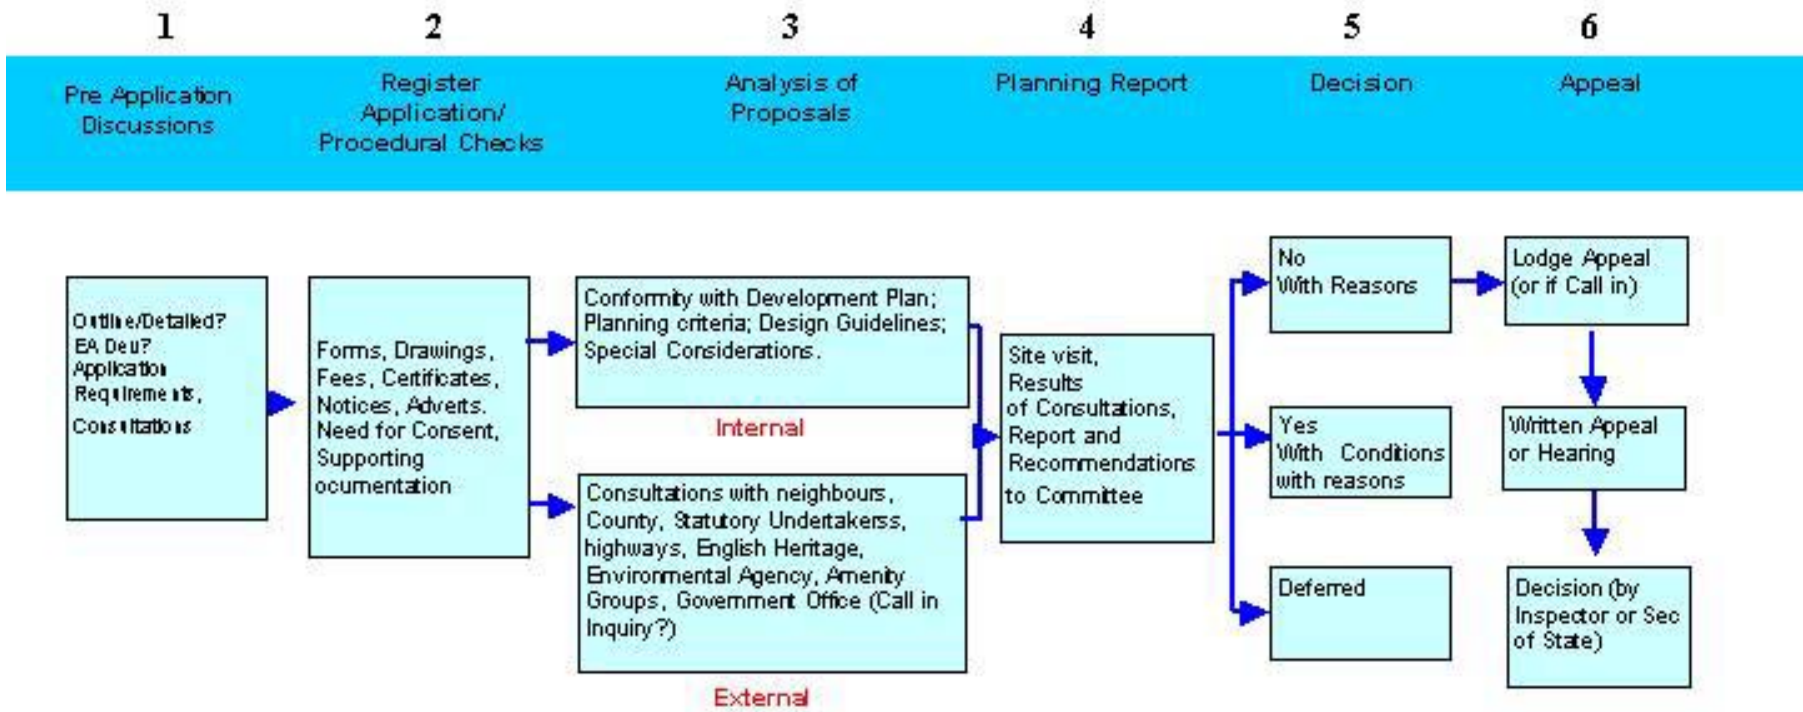 1
2
3
4
5
6
Pre Application
Discussions
Register
Application/
Procedural Checks
Analysis of
Proposals
Planning Report
Decision
Appeal
Outline/Detailed?
EA Deu?
Application
Requirements,
Consultations
Forms, Drawings,
Fees, Certificates,
Notices, Adverts.
Need for Consent,
Supporting
ocumentation
Conformity with Development Plan;
Planning criteria; Design Guidelines;
Special Considerations.
Internal
Consultations with neighbours,
County, Statutory Undertakerss,
highways, English Heritage,
Environmental Agency, Amenity
Groups, Government Office (Call in
Inquiry?)
External
Site visit,
Results
of Consultations,
Report and
Recommendations
to Committee
No
With Reasons
Yes
With Conditions
with reasons
Deferred
Lodge Appeal
(or if Call in)
Written Appeal
or Hearing
Decision (by
Inspector or Sec
of State)